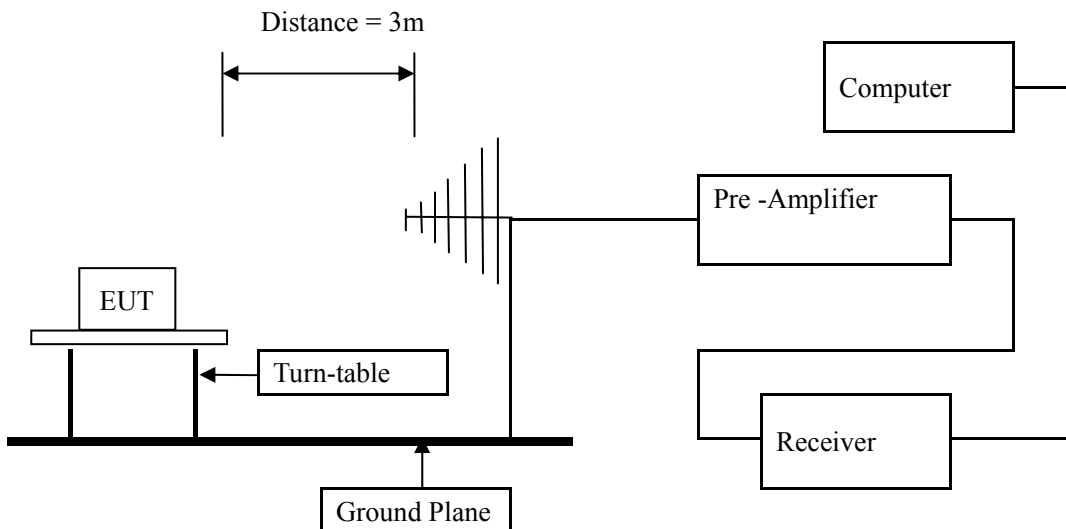 Distance = 3m
Computer
Pre -Amplifier
EUT
Turn-table
Receiver
Ground Plane